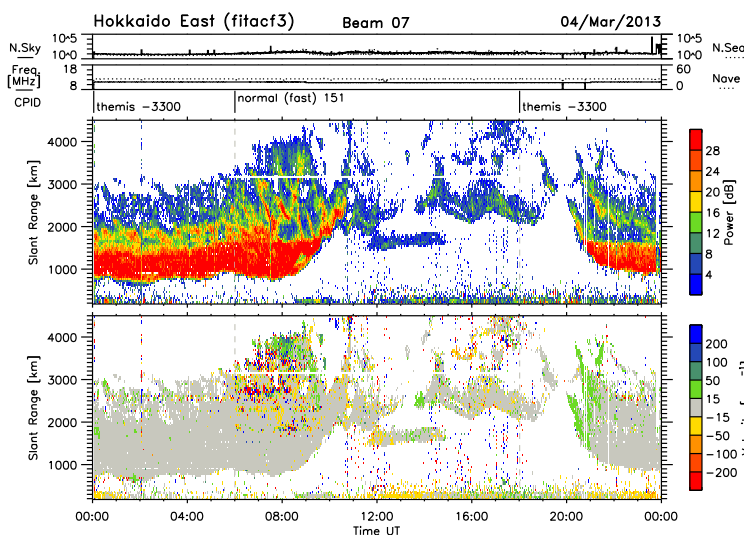 Hokkaido East (fitacf3) Beam 07 04/Mar/2013
N.Sky 10^5 10^0 10^5 10^0 N.Sea
Freq. [MHz] 18 8 60 0 Nave
CPID themis -3300 normal (fast) 151 themis -3300
Slant Range [km] 4000 3000 2000 1000
28 24 20 16 12 8 4 Power [dB]
Slant Range [km] 4000 3000 2000 1000
200 100 50 15 -15 -50 -100 -200
00:00 04:00 08:00 12:00 16:00 20:00 00:00
Time UT